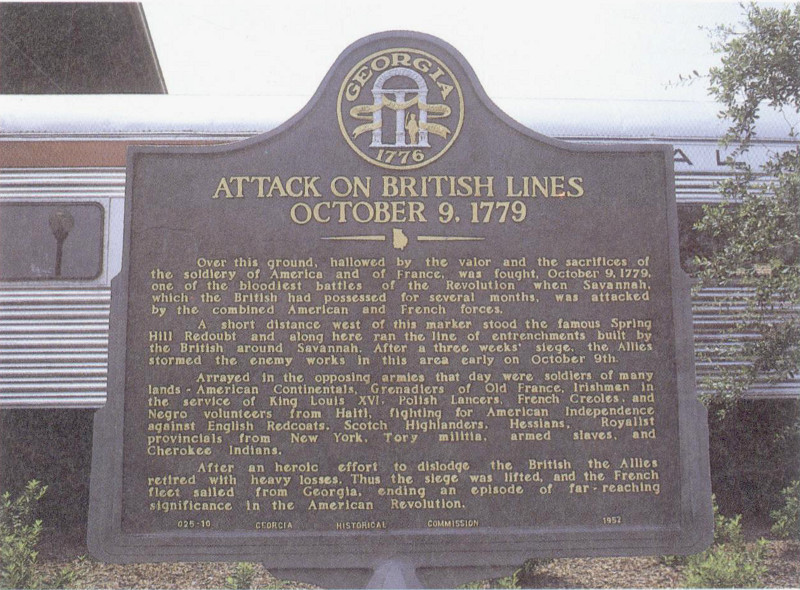 GEORGIA
1776
AL
ATTACK ON BRITISH LINES
OCTOBER 9, 1779
Over this ground, hallowed by the valor and the sacrifices of
the soldiery of America and of France, was fought, October 9, 1779,
one of the bloodiest battles of the Revolution when Savannah,
which the British had possessed for several months, was attacked
by the combined American and French forces.
A short distance west of this marker stood the famous Spring
Hill Redoubt and along here ran the line of entrenchments built by
the British around Savannah. After a three weeks' siege, the Allies
stormed the enemy works in this area early on October 9th.
Arrayed in the opposing armies that day were soldiers of many
lands - American Continentals, Grenadiers of Old France, Irishmen in
the service of King Louis XVI, Polish Lancers, French Creoles, and
Negro volunteers from Haiti, fighting for American Independence
against English Redcoats, Scotch Highlanders, Hessians, Royalist
provincials from New York, Tory militia, armed slaves, and
Cherokee Indians.
After an heroic effort to dislodge the British the Allies
retired with heavy losses. Thus the siege was lifted, and the French
fleet sailed from Georgia, ending an episode of far-reaching
significance in the American Revolution.
025-10 GEORGIA HISTORICAL COMMISSION 1952